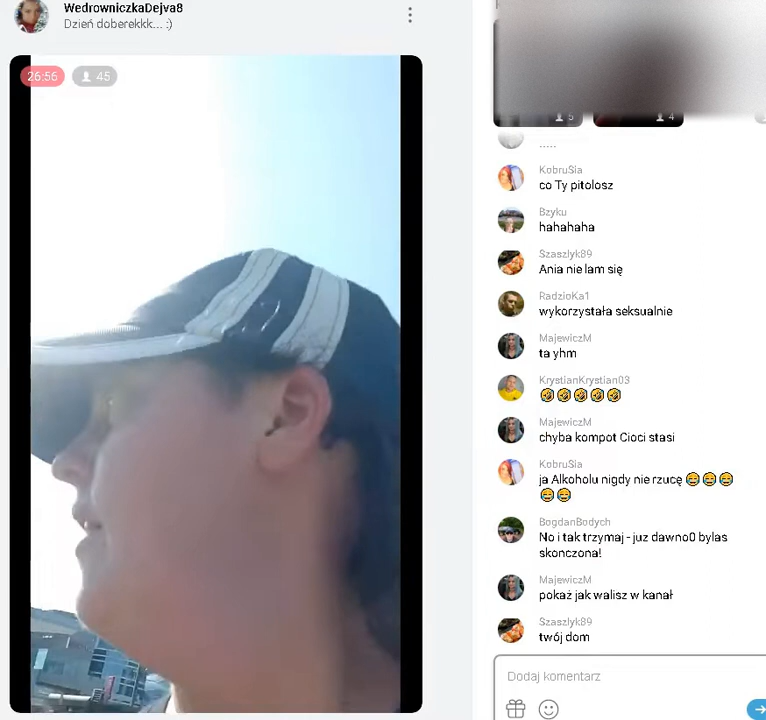 WedrowniczkaDejva8
Dzień doberekkk... :)
26:56
45
5
4
.....
KobruSia
co Ty pitolosz
Bzyku
hahahaha
Szaszlyk89
Ania nie lam się
RadzioKa1
wykorzystała seksualnie
MajewiczM
ta yhm
KrystianKrystian03
🤣🤣🤣🤣🤣
MajewiczM
chyba kompot Cioci stasi
KobruSia
ja Alkoholu nigdy nie rzucę 😂😂😂
😂😂
BogdanBodych
No i tak trzymaj - juz dawno0 bylas
skonczona!
MajewiczM
pokaż jak walisz w kanał
Szaszlyk89
twój dom
Dodaj komentarz